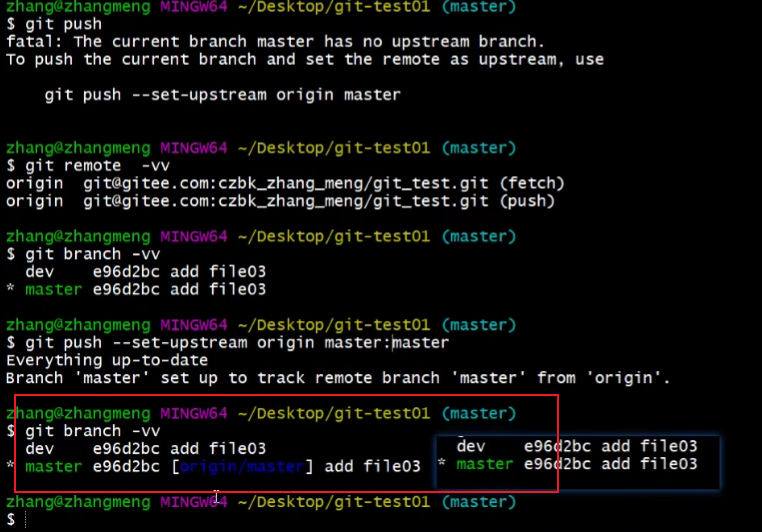 zhang@zhangmeng MINGW64 ~/Desktop/git-test01 (master)
$ git push
fatal: The current branch master has no upstream branch.
To push the current branch and set the remote as upstream, use
git push --set-upstream origin master
zhang@zhangmeng MINGW64 ~/Desktop/git-test01 (master)
$ git remote  -vv
origin  git@gitee.com:czbk_zhang_meng/git_test.git (fetch)
origin  git@gitee.com:czbk_zhang_meng/git_test.git (push)
zhang@zhangmeng MINGW64 ~/Desktop/git-test01 (master)
$ git branch -vv
dev    e96d2bc add file03
* master e96d2bc add file03
zhang@zhangmeng MINGW64 ~/Desktop/git-test01 (master)
$ git push --set-upstream origin master:master
Everything up-to-date
Branch 'master' set up to track remote branch 'master' from 'origin'.
zhang@zhangmeng MINGW64 ~/Desktop/git-test01 (master)
$ git branch -vv
dev    e96d2bc add file03
* master e96d2bc [origin/master] add file03
dev    e96d2bc add file03
* master e96d2bc add file03
zhang@zhangmeng MINGW64 ~/Desktop/git-test01 (master)
$